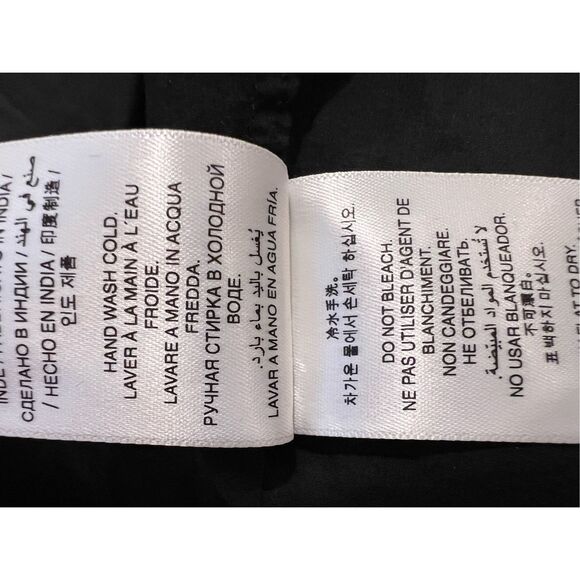 СДЕЛАНО В ИНДИИ / صنع في الهند /
/ HECHO EN INDIA / 印度制造 /
인도 제품
HAND WASH COLD.
LAVER À LA MAIN À L'EAU
FROIDE.
LAVARE A MANO IN ACQUA
FREDDA.
РУЧНАЯ СТИРКА В ХОЛОДНОЙ
ВОДЕ.
يُغسل باليد بماء بارد.
LAVAR A MANO EN AGUA FRÍA.
冷水手洗。
차가운 물에서 손세탁 하십시오.
DO NOT BLEACH.
NE PAS UTILISER D'AGENT DE
BLANCHIMENT.
NON CANDEGGIARE.
НЕ ОТБЕЛИВАТЬ.
لا تستخدم المواد المبيّضة.
NO USAR BLANQUEADOR.
不可漂白。
표백하지 마십시오.
TO DRY.